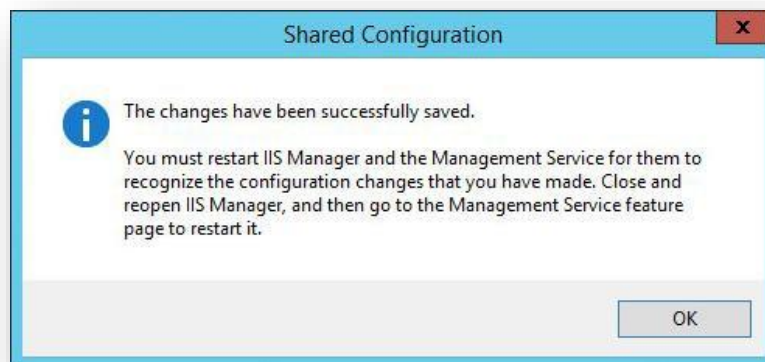 Shared Configuration
x
The changes have been successfully saved.
You must restart IIS Manager and the Management Service for them to
recognize the configuration changes that you have made. Close and
reopen IIS Manager, and then go to the Management Service feature
page to restart it.
OK